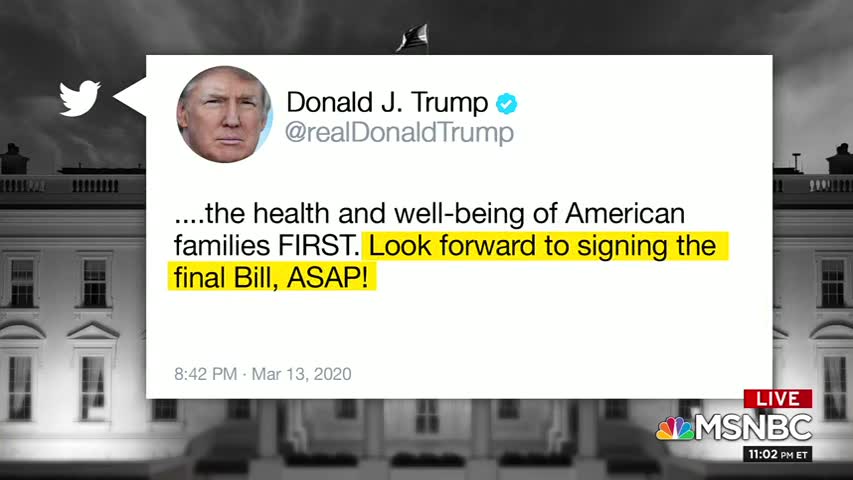 Donald J. Trump
@realDonaldTrump
....the health and well-being of American
families FIRST. Look forward to signing the
final Bill, ASAP!
8:42 PM · Mar 13, 2020
LIVE
MSNBC
11:02 PM ET